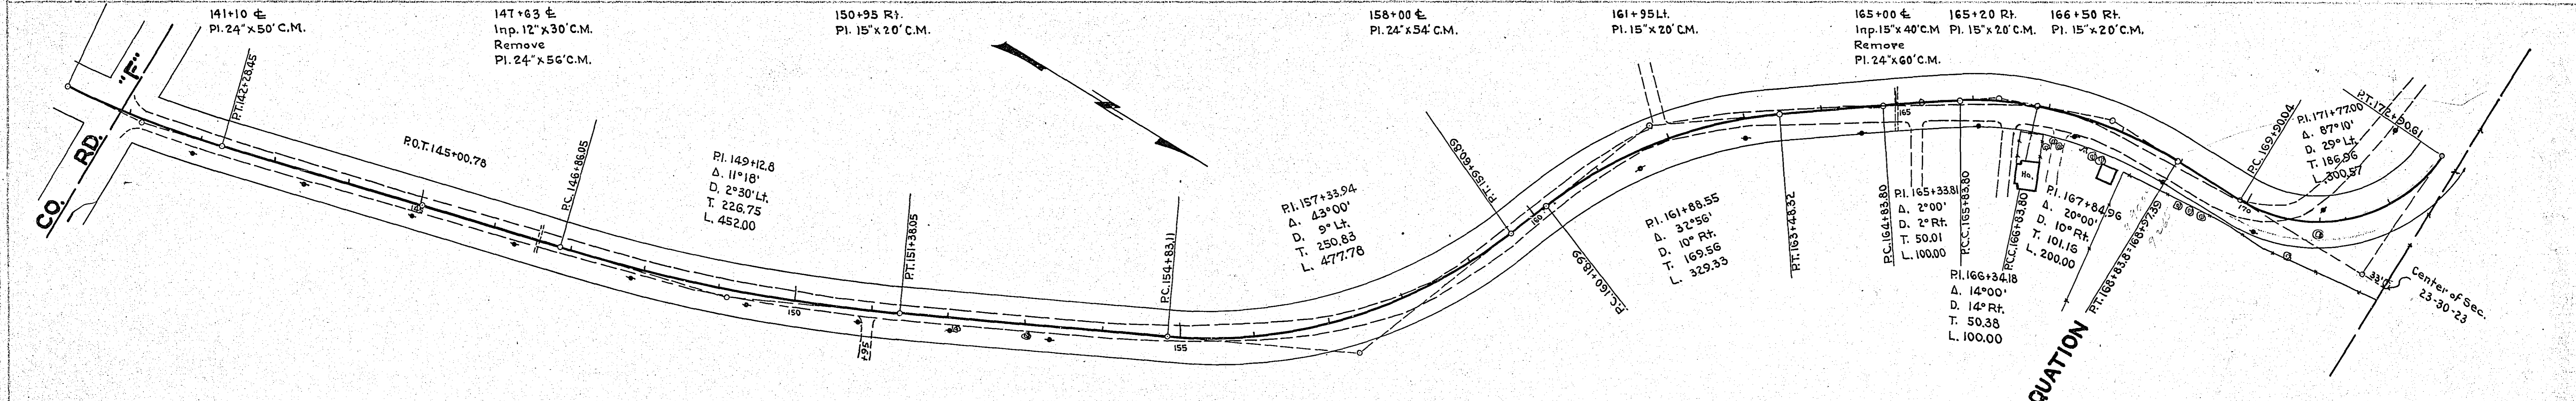 141+10 ℄
Pl. 24"x50' C.M.
147+63 ℄
Inp. 12"x30' C.M.
Remove
Pl. 24"x56' C.M.
150+95 Rt.
Pl. 15"x20' C.M.
158+00 ℄
Pl. 24"x54' C.M.
161+95 Lt.
Pl. 15"x20' C.M.
165+00 ℄
Inp. 15"x40' C.M.
Remove
Pl. 24"x60' C.M.
165+20 Rt.
Pl. 15"x20' C.M.
166+50 Rt.
Pl. 15"x20' C.M.
CO. RD. "F"
P.T. 142+28.45
P.O.T. 145+00.78
145
P.C. 146+86.05
P.I. 149+12.8
Δ. 11°18'
D. 2°30' Lt.
T. 226.75
L. 452.00
150
+95
P.T. 151+38.05
P.C. 154+83.11
155
P.I. 157+33.94
Δ. 43°00'
D. 9° Lt.
T. 250.83
L. 477.78
P.T. 159+60.89
160
P.C. 160+18.99
P.I. 161+88.55
Δ. 32°56'
D. 10° Rt.
T. 169.56
L. 329.33
P.T. 163+48.32
P.C. 164+83.80
165
P.I. 165+33.81
Δ. 2°00'
D. 2° Rt.
T. 50.01
L. 100.00
P.C.C. 165+83.80
P.I. 166+34.18
Δ. 14°00'
D. 14° Rt.
T. 50.38
L. 100.00
P.C.C. 166+83.80
Ho.
P.I. 167+84.96
Δ. 20°00'
D. 10° Rt.
T. 101.16
L. 200.00
P.T. 168+83.8=168+97.39
QUATION
P.C. 169+90.04
170
P.I. 171+77.00
Δ. 87°10'
D. 29° Lt.
T. 186.96
L. 300.57
P.T. 172+90.61
33'
Center of Sec.
23-30-23